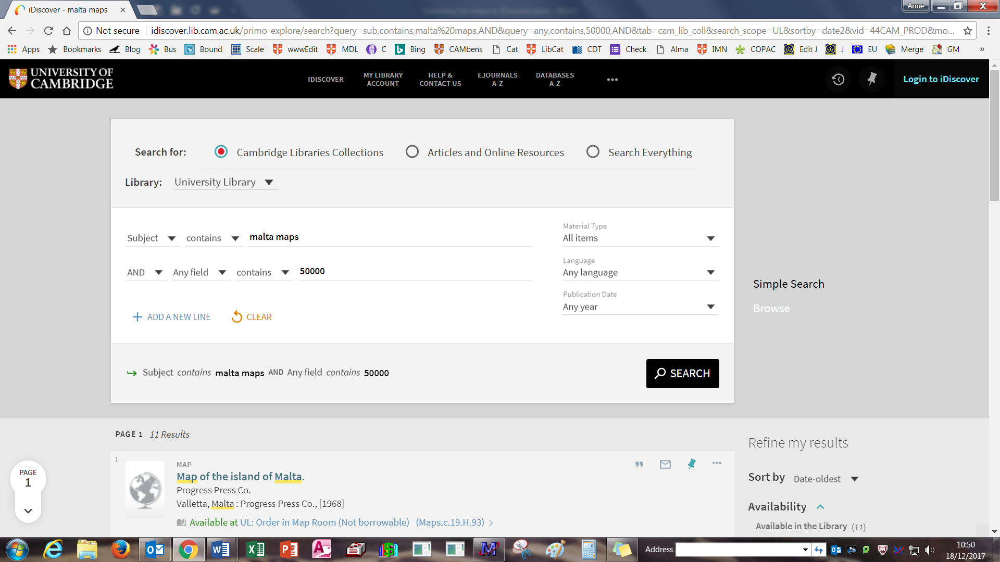 iDiscover - malta maps
Anne
Not secure
idiscover.lib.cam.ac.uk/primo-explore/search?query=sub,contains,malta%20maps,AND&query=any,contains,50000,AND&tab=cam_lib_coll&search_scope=UL&sortby=date2&vid=44CAM_PROD&mo...
Apps Bookmarks Blog Bus Bound Scale wwwEdit MDL C Bing CAMbens Cat LibCat CDT Check Alma IMN COPAC Edit J J EU Merge GM »
UNIVERSITY OF
CAMBRIDGE
IDISCOVER
MY LIBRARY
ACCOUNT
HELP &
CONTACT US
EJOURNALS
A-Z
DATABASES
A-Z
Login to iDiscover
Search for: Cambridge Libraries Collections Articles and Online Resources Search Everything
Library: University Library
Subject contains malta maps
AND Any field contains 50000
ADD A NEW LINE CLEAR
Material Type
All items
Language
Any language
Publication Date
Any year
Simple Search
Browse
Subject contains malta maps AND Any field contains 50000
SEARCH
PAGE 1 11 Results
PAGE
1
1
MAP
Map of the island of Malta.
Progress Press Co.
Valletta, Malta : Progress Press Co., [1968]
Available at UL: Order in Map Room (Not borrowable) (Maps.c.19.H.93)
Refine my results
Sort by Date-oldest
Availability
Available in the Library (11)
Address
10:50
18/12/2017